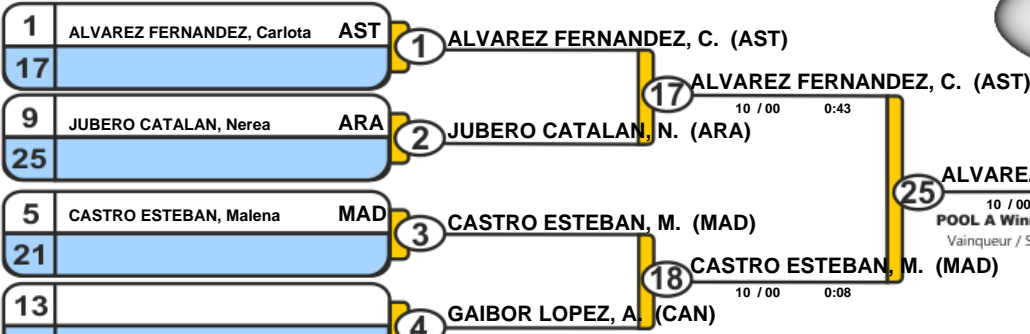 1 ALVAREZ FERNANDEZ, Carlota AST
17
1
ALVAREZ FERNANDEZ, C. (AST)
17
ALVAREZ FERNANDEZ, C. (AST)
10 / 00 0:43
9 JUBERO CATALAN, Nerea ARA
25
2
JUBERO CATALAN, N. (ARA)
25
ALVAREZ
10 / 00
POOL A Win
Vainqueur / S
5 CASTRO ESTEBAN, Malena MAD
21
3
CASTRO ESTEBAN, M. (MAD)
18
CASTRO ESTEBAN, M. (MAD)
10 / 00 0:08
13
4
GAIBOR LOPEZ, A. (CAN)